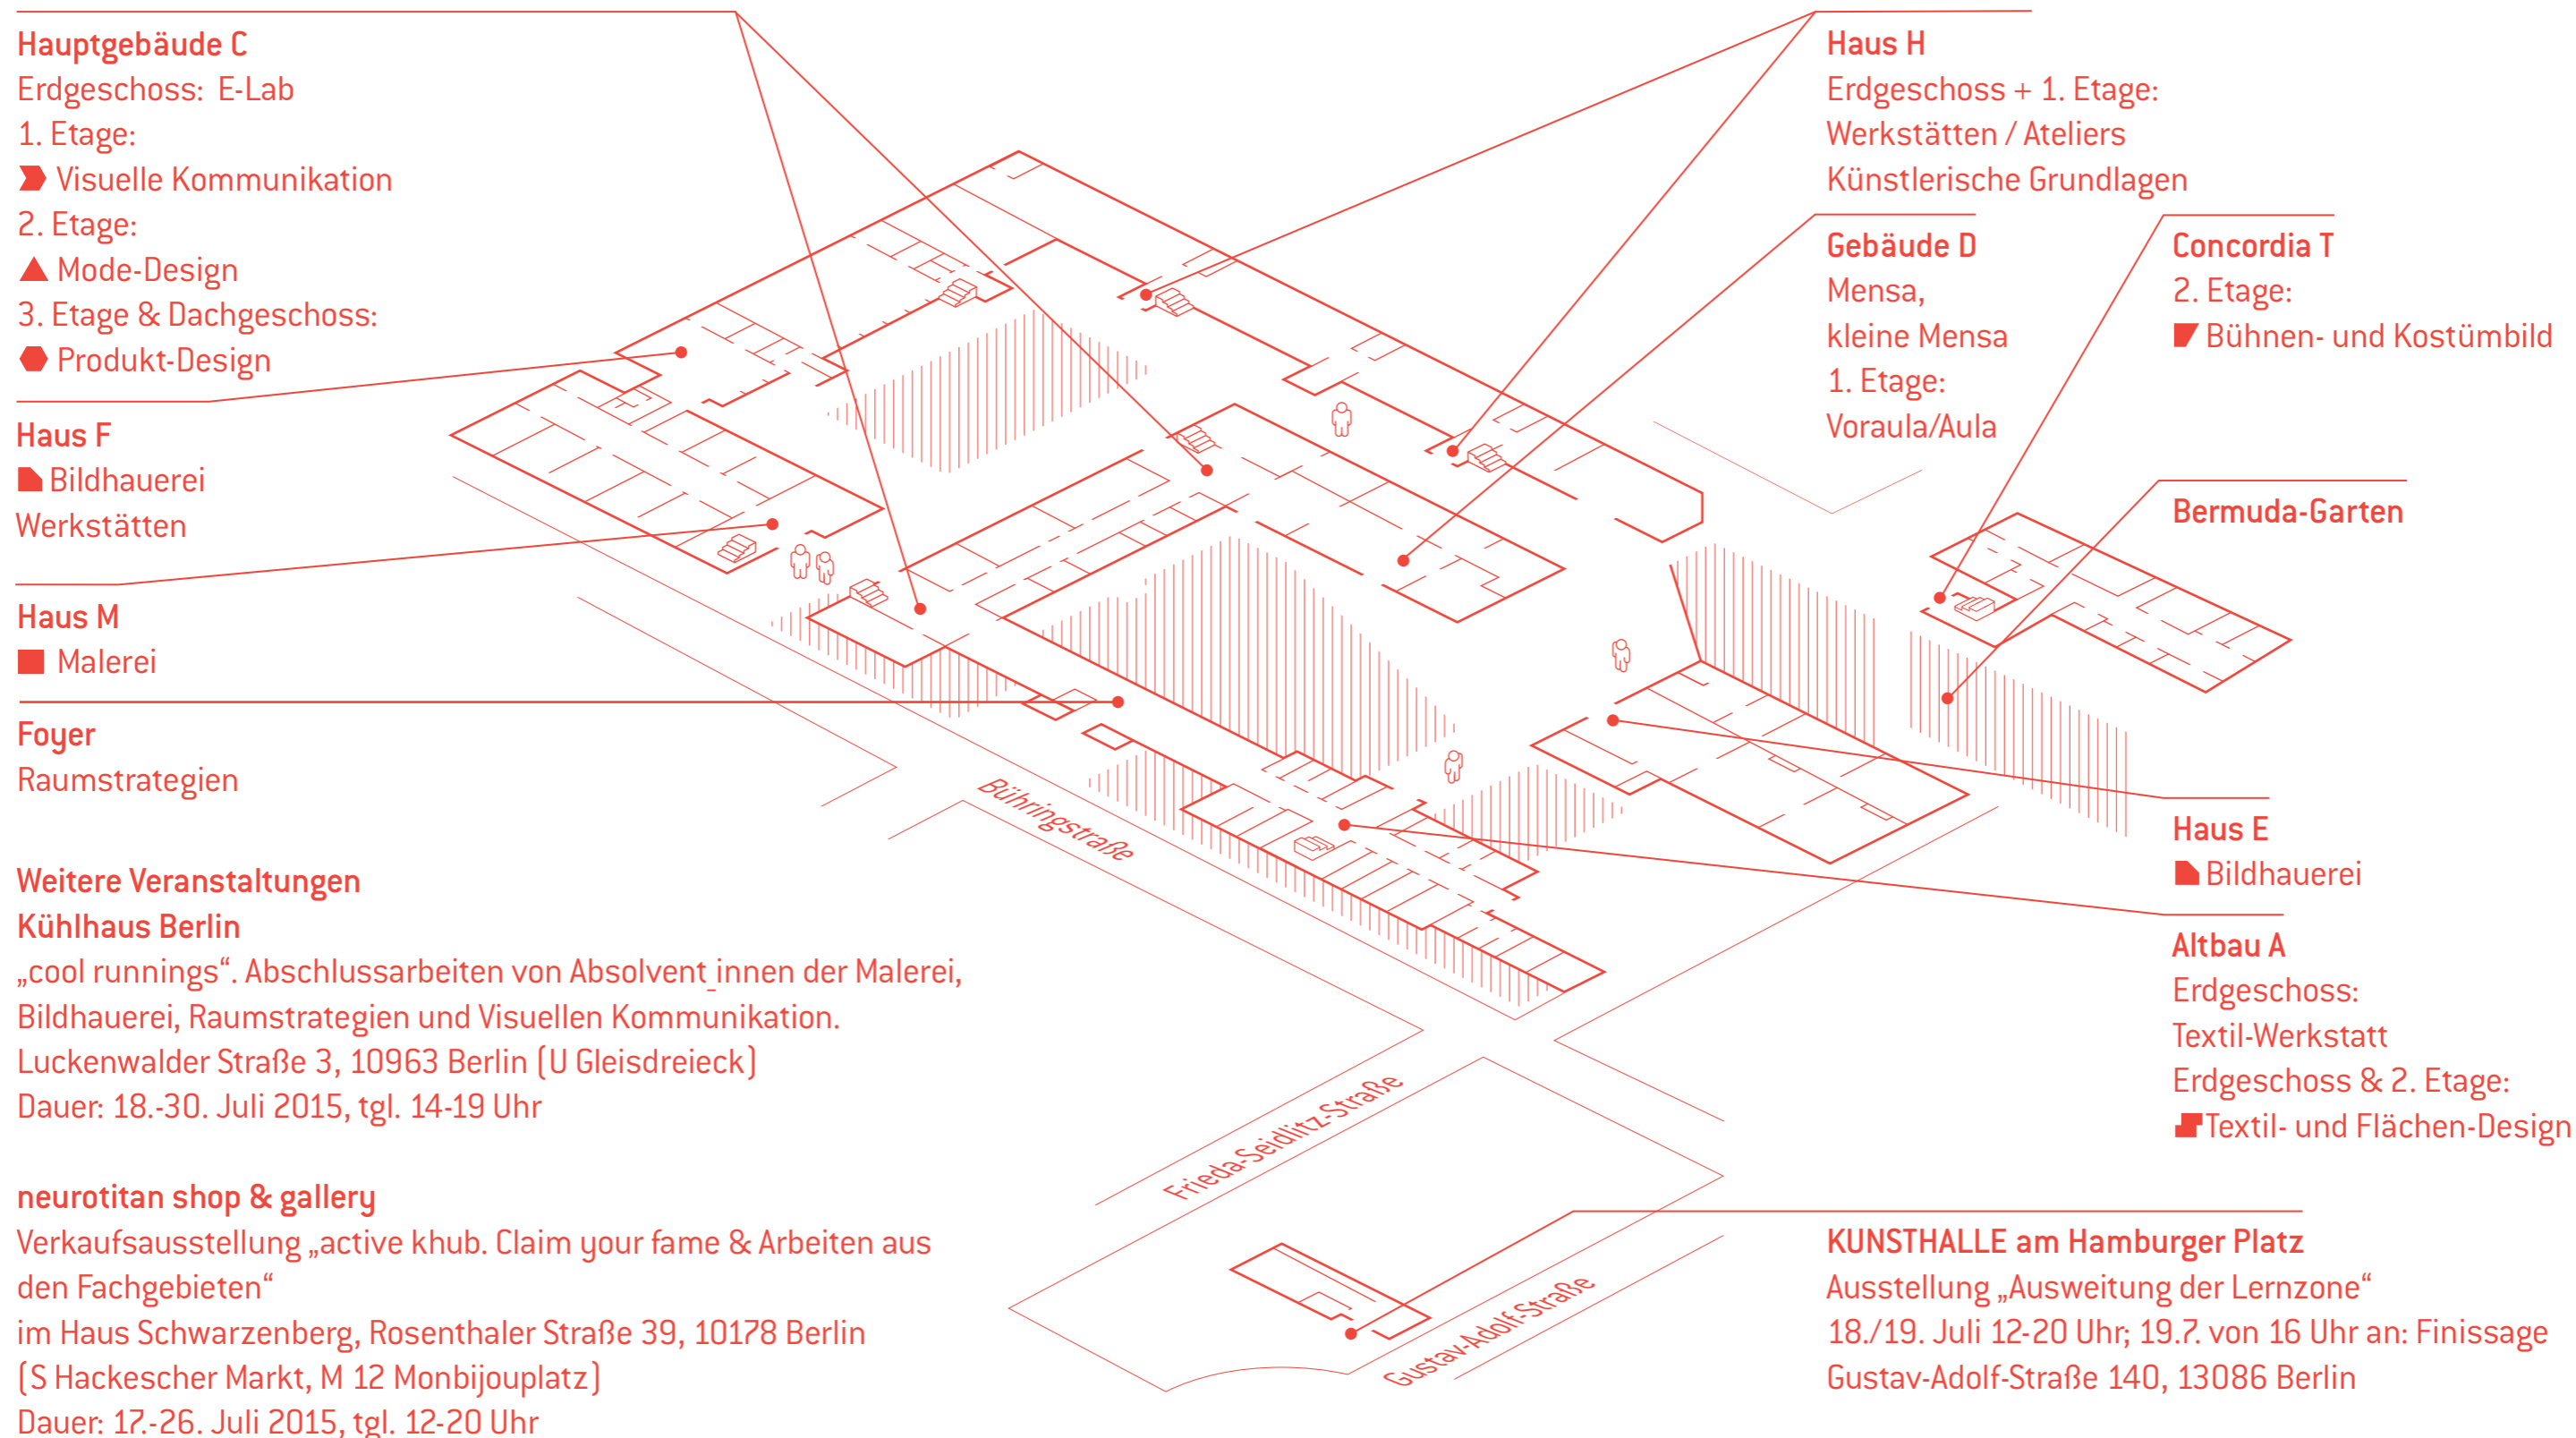 Hauptgebäude C
Erdgeschoss: E-Lab
1. Etage:
Visuelle Kommunikation
2. Etage:
Mode-Design
3. Etage & Dachgeschoss:
Produkt-Design
Haus F
Bildhauerei
Werkstätten
Haus M
Malerei
Foyer
Raumstrategien
Weitere Veranstaltungen
Kühlhaus Berlin
„cool runnings“. Abschlussarbeiten von Absolvent_innen der Malerei,
Bildhauerei, Raumstrategien und Visuellen Kommunikation.
Luckenwalder Straße 3, 10963 Berlin (U Gleisdreieck)
Dauer: 18.-30. Juli 2015, tgl. 14-19 Uhr
neurotitan shop & gallery
Verkaufsausstellung „active khub. Claim your fame & Arbeiten aus
den Fachgebieten“
im Haus Schwarzenberg, Rosenthaler Straße 39, 10178 Berlin
(S Hackescher Markt, M 12 Monbijouplatz)
Dauer: 17.-26. Juli 2015, tgl. 12-20 Uhr
Bühringstraße
Frieda-Seidlitz-Straße
Gustav-Adolf-Straße
Haus H
Erdgeschoss + 1. Etage:
Werkstätten / Ateliers
Künstlerische Grundlagen
Gebäude D
Mensa,
kleine Mensa
1. Etage:
Voraula/Aula
Concordia T
2. Etage:
Bühnen- und Kostümbild
Bermuda-Garten
Haus E
Bildhauerei
Altbau A
Erdgeschoss:
Textil-Werkstatt
Erdgeschoss & 2. Etage:
Textil- und Flächen-Design
KUNSTHALLE am Hamburger Platz
Ausstellung „Ausweitung der Lernzone“
18./19. Juli 12-20 Uhr; 19.7. von 16 Uhr an: Finissage
Gustav-Adolf-Straße 140, 13086 Berlin